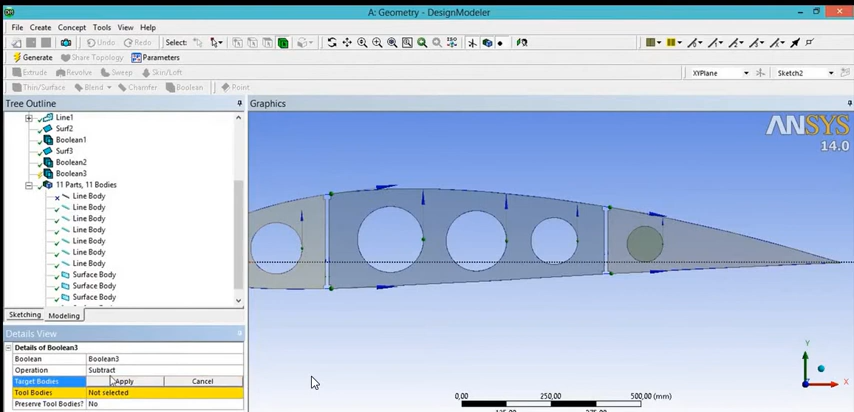 A: Geometry - DesignModeler
File Create Concept Tools View Help
Undo Redo Select:
Generate Share Topology Parameters
Extrude Revolve Sweep Skin/Loft XYPlane Sketch2
Thin/Surface Blend Chamfer Boolean Point
Tree Outline
Graphics
Line1
Surf2
Boolean1
Surf3
Boolean2
Boolean3
11 Parts, 11 Bodies
Line Body
Line Body
Line Body
Line Body
Line Body
Line Body
Line Body
Surface Body
Surface Body
Surface Body
Sketching Modeling
Details View
Details of Boolean3
Boolean Boolean3
Operation Subtract
Target Bodies Apply Cancel
Tool Bodies Not selected
Preserve Tool Bodies? No
ANSYS
14.0
0,00 250,00 500,00 (mm)
125,00 375,00
Y
X